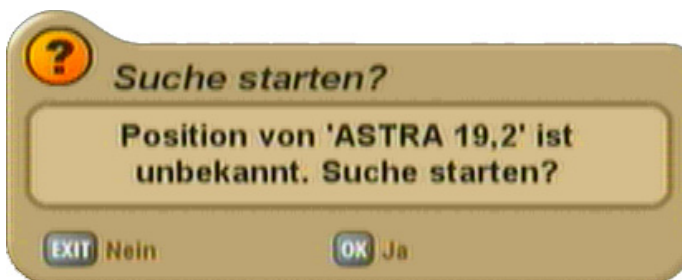 ?
Suche starten?
Position von 'ASTRA 19,2' ist
unbekannt. Suche starten?
EXIT Nein OK Ja